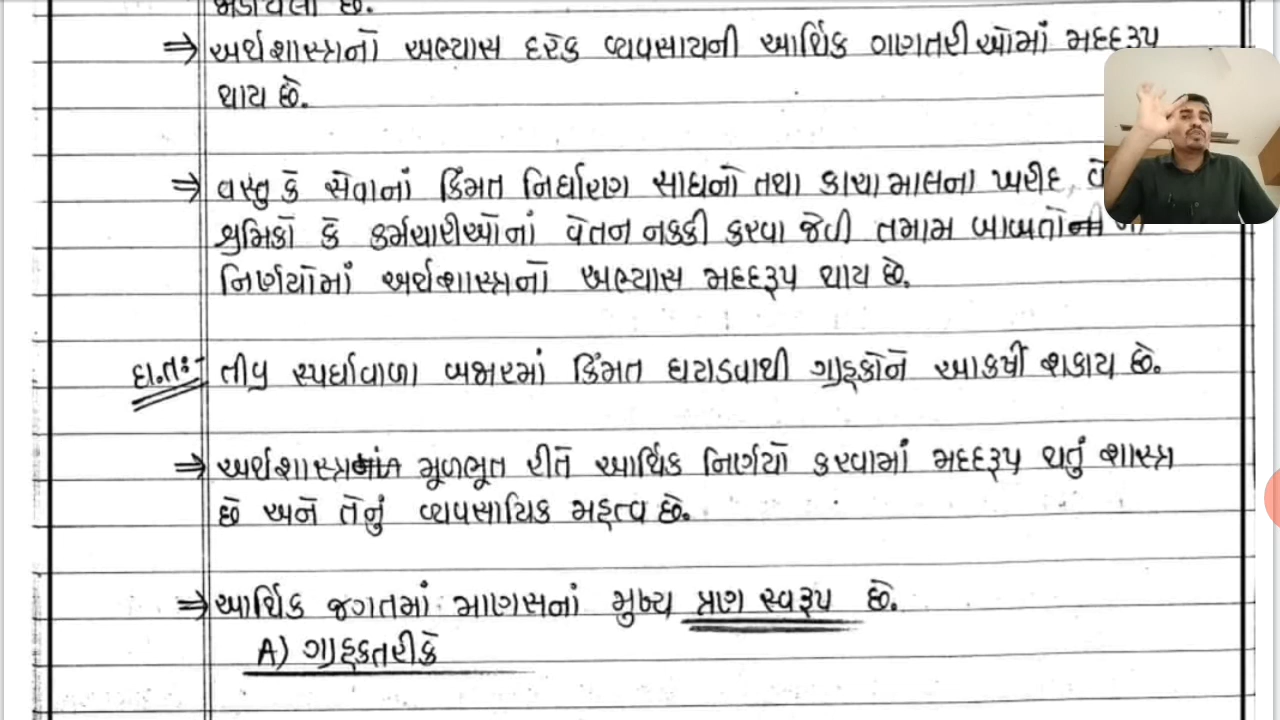 જોડાયેલા છે.
⇒ અર્થશાસ્ત્રનો અભ્યાસ દરેક વ્યવસાયની આર્થિક ગણતરીઓમાં મદદરૂપ
થાય છે.
⇒ વસ્તુ કે સેવાનાં કિંમત નિર્ધારણ સાધનો તથા કાચામાલના ખરીદ,
શ્રમિકો કે કર્મચારીઓનાં વેતન નક્કી કરવા જેવી તમામ બાબતોના
નિર્ણયોમાં અર્થશાસ્ત્રનો અભ્યાસ મદદરૂપ થાય છે.
દા.ત:- તીવ્ર સ્પર્ધાવાળા બજારમાં કિંમત ઘટાડવાથી ગ્રાહકોને આકર્ષી શકાય છે.
⇒ અર્થશાસ્ત્ર મૂળભૂત રીતે આર્થિક નિર્ણયો કરવામાં મદદરૂપ થતું શાસ્ત્ર
છે અને તેનું વ્યવસાયિક મહત્વ છે.
⇒ આર્થિક જગતમાં માણસનાં મુખ્ય ત્રણ સ્વરૂપ છે.
A) ગ્રાહકતરીકે